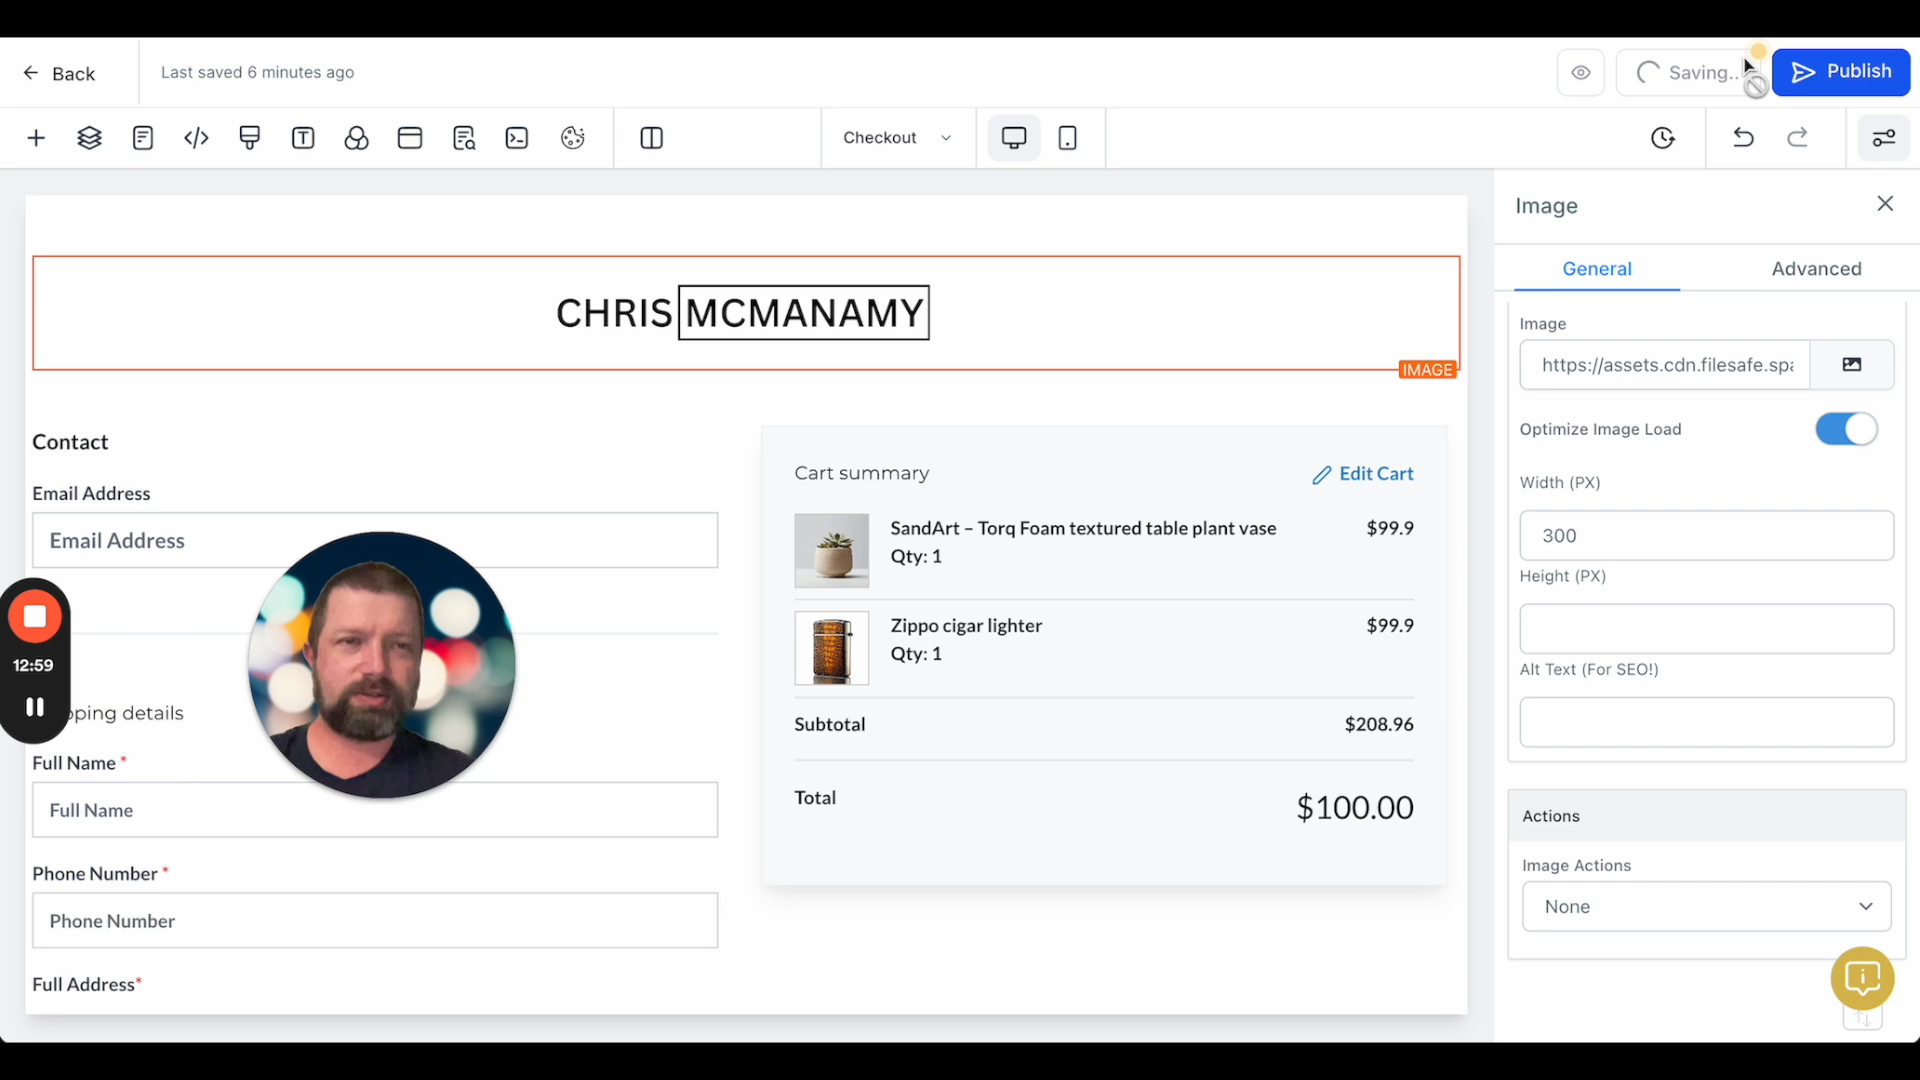 Back
Last saved 6 minutes ago
Saving..
Publish
Checkout
Image
General
Advanced
CHRIS MCMANAMY
IMAGE
Image
https://assets.cdn.filesafe.spa
Optimize Image Load
Width (PX)
300
Height (PX)
Alt Text (For SEO!)
Actions
Image Actions
None
Contact
Email Address
Email Address
12:59
pping details
Full Name *
Full Name
Phone Number *
Phone Number
Full Address*
Cart summary
Edit Cart
SandArt – Torq Foam textured table plant vase
$99.9
Qty: 1
Zippo cigar lighter
$99.9
Qty: 1
Subtotal
$208.96
Total
$100.00